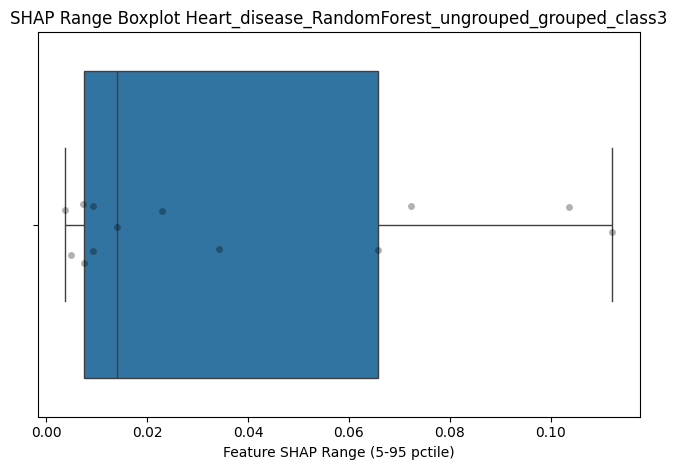 SHAP Range Boxplot Heart_disease_RandomForest_ungrouped_grouped_class3
0.00 0.02 0.04 0.06 0.08 0.10
Feature SHAP Range (5-95 pctile)